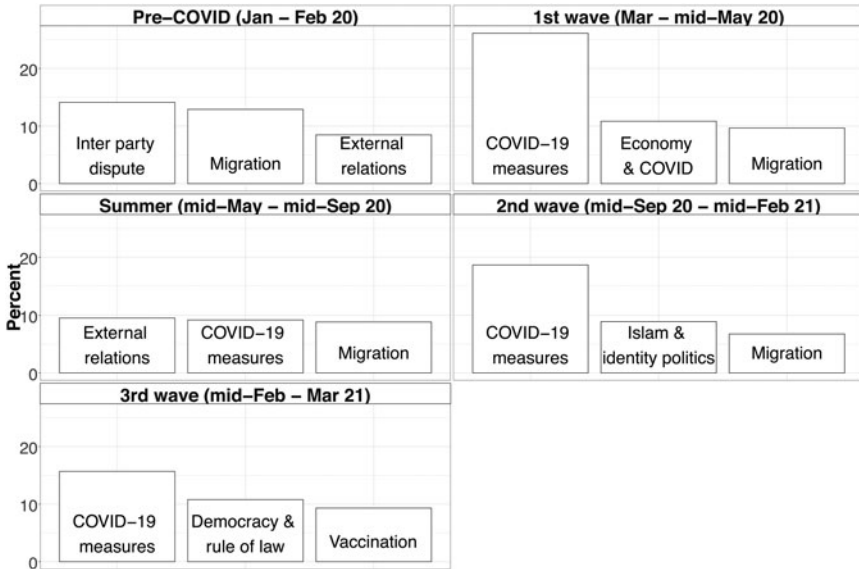 Pre−COVID (Jan − Feb 20)
20
10
0
Inter party
dispute
Migration
External
relations
1st wave (Mar − mid−May 20)
COVID−19
measures
Economy
& COVID
Migration
Percent
Summer (mid−May − mid−Sep 20)
20
10
0
External
relations
COVID−19
measures
Migration
2nd wave (mid−Sep 20 − mid−Feb 21)
COVID−19
measures
Islam &
identity politics
Migration
3rd wave (mid−Feb − Mar 21)
20
10
0
COVID−19
measures
Democracy &
rule of law
Vaccination